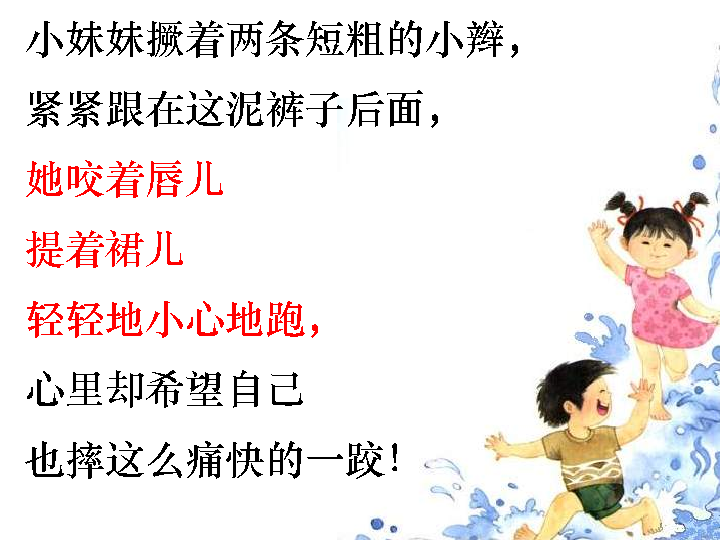 小妹妹撅着两条短粗的小辫，
紧紧跟在这泥裤子后面，
她咬着唇儿
提着裙儿
轻轻地小心地跑，
心里却希望自己
也摔这么痛快的一跤！